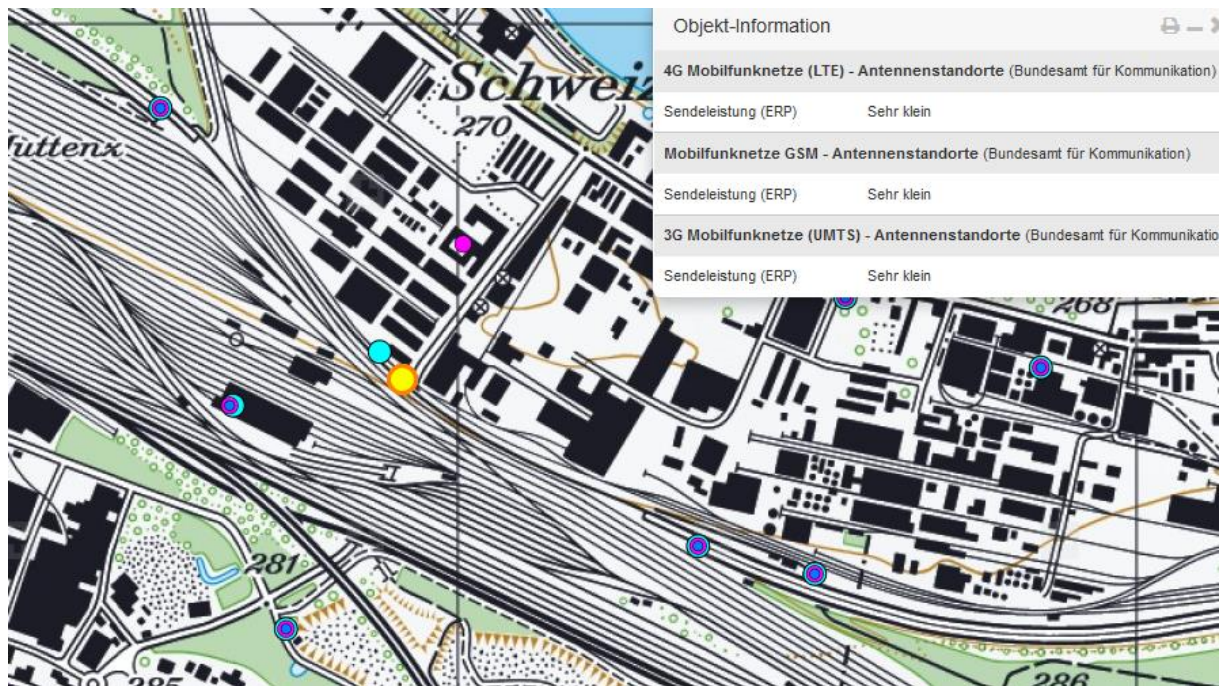 Objekt-Information
4G Mobilfunknetze (LTE) - Antennenstandorte (Bundesamt für Kommunikation)
Sendeleistung (ERP) Sehr klein
Mobilfunknetze GSM - Antennenstandorte (Bundesamt für Kommunikation)
Sendeleistung (ERP) Sehr klein
3G Mobilfunknetze (UMTS) - Antennenstandorte (Bundesamt für Kommunikatio
Sendeleistung (ERP) Sehr klein
Schweiz
270
uttenz
268
281
285
286